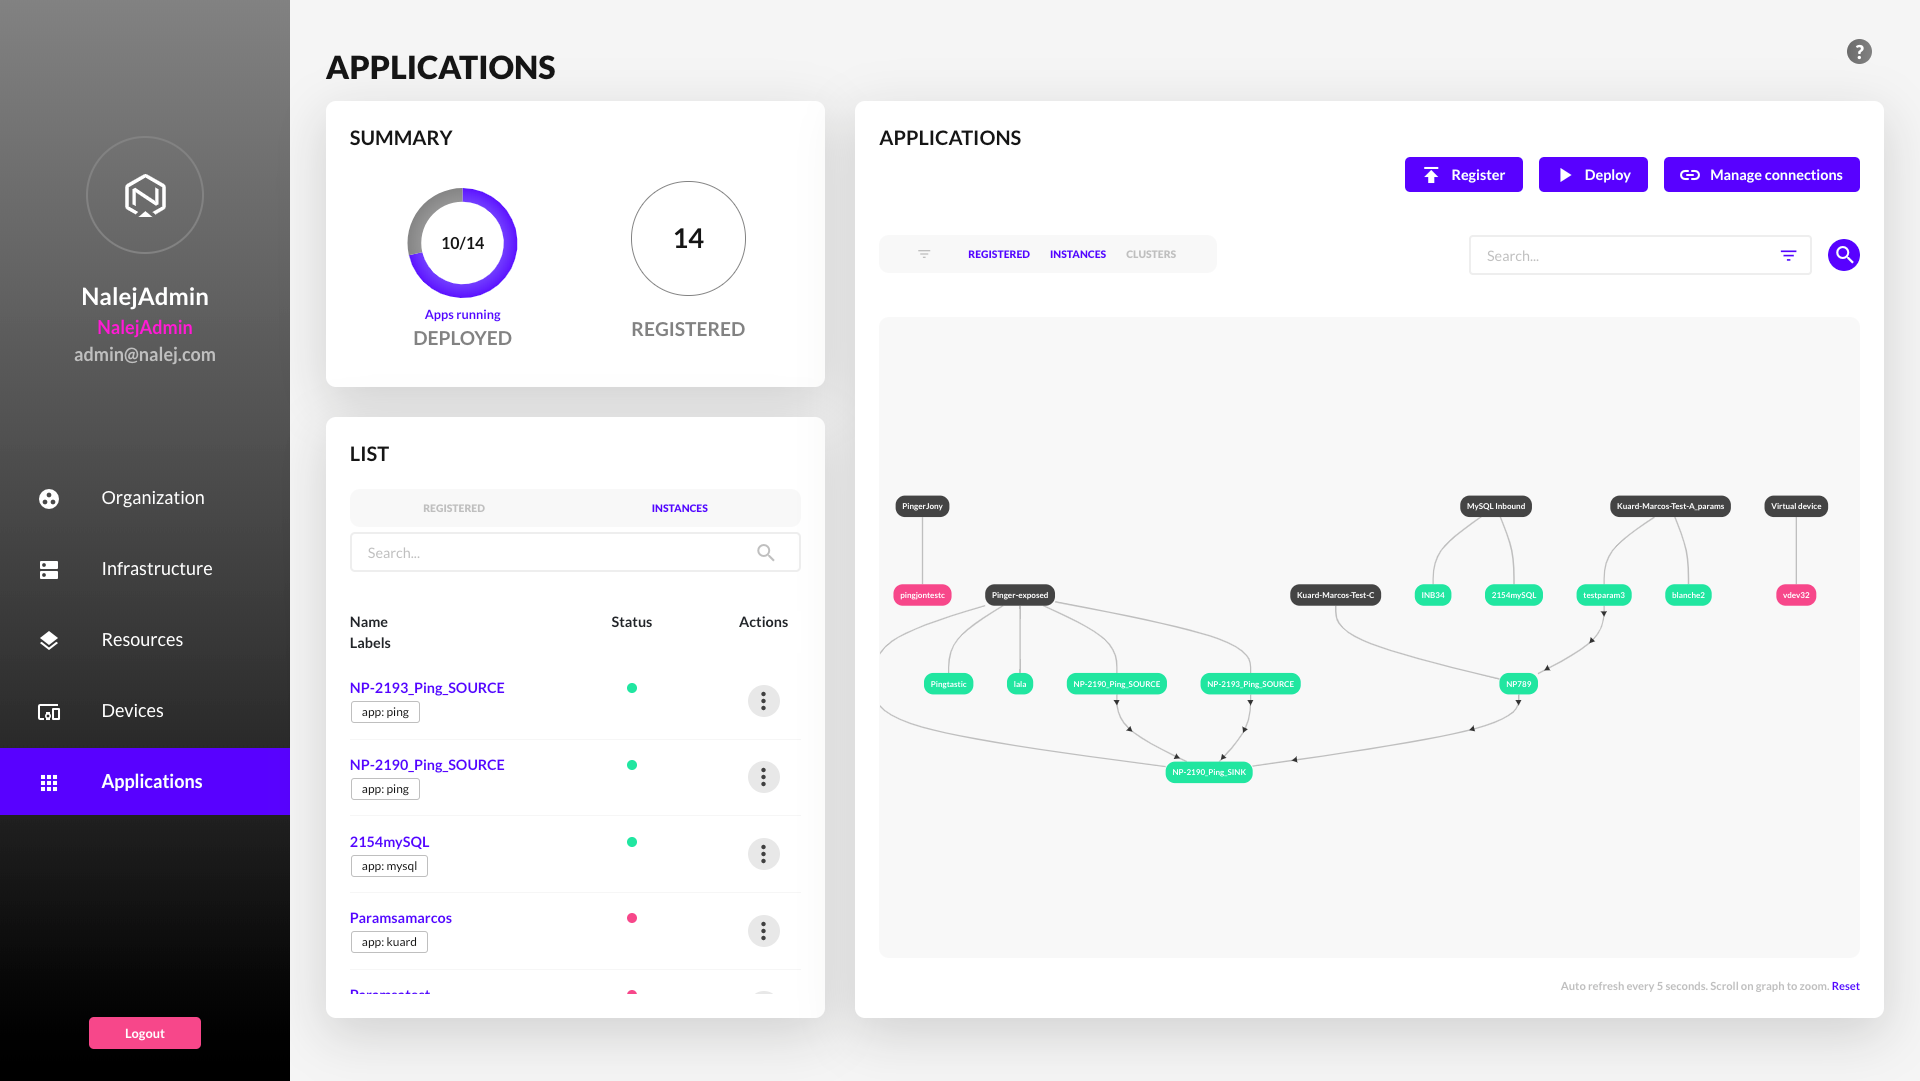 NalejAdmin
NalejAdmin
admin@nalej.com
Organization
Infrastructure
Resources
Devices
Applications
Logout
APPLICATIONS
?
SUMMARY
10/14
Apps running
DEPLOYED
14
REGISTERED
LIST
REGISTERED INSTANCES
Search...
Name Status Actions
Labels
NP-2193_Ping_SOURCE
app: ping
NP-2190_Ping_SOURCE
app: ping
2154mySQL
app: mysql
Paramsamarcos
app: kuard
APPLICATIONS
Register Deploy Manage connections
REGISTERED INSTANCES CLUSTERS
Search...
PingerJony MySQL Inbound Kuard-Marcos-Test-A_params Virtual device
pingjontestc Pinger-exposed Kuard-Marcos-Test-C INB34 2154mySQL testparam3 blanche2 vdev32
Pingtastic lala NP-2190_Ping_SOURCE NP-2193_Ping_SOURCE NP789
NP-2190_Ping_SINK
Auto refresh every 5 seconds. Scroll on graph to zoom. Reset